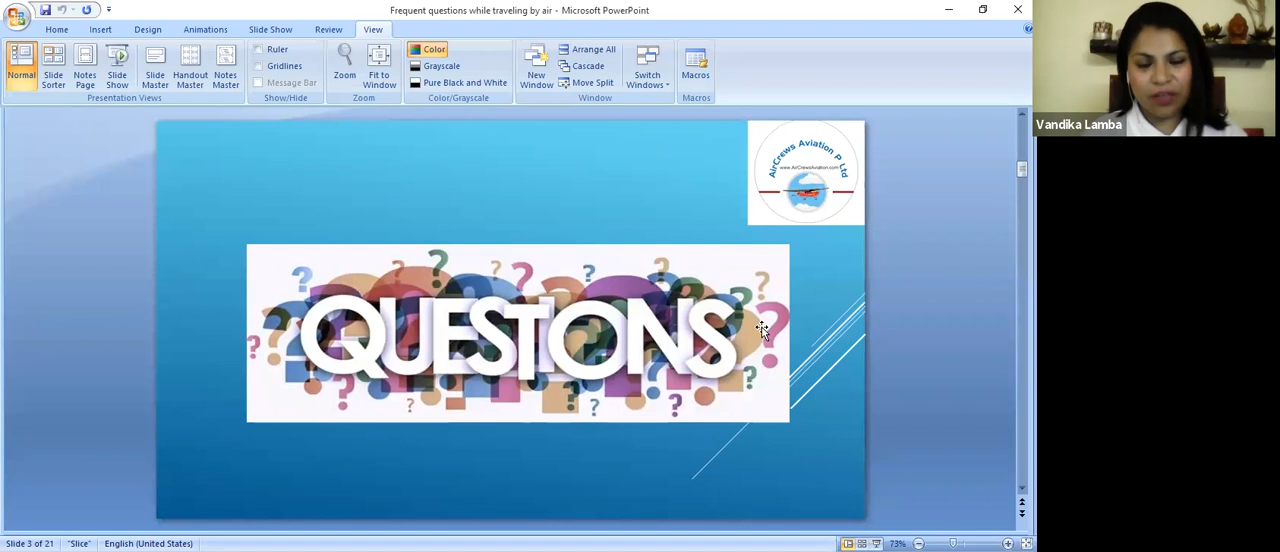 Frequent questions while traveling by air - Microsoft PowerPoint
Home Insert Design Animations Slide Show Review View
Normal
Slide Sorter
Notes Page
Slide Show
Slide Master
Handout Master
Notes Master
Presentation Views
Ruler
Gridlines
Message Bar
Show/Hide
Zoom
Fit to Window
Zoom
Color
Grayscale
Pure Black and White
Color/Grayscale
New Window
Arrange All
Cascade
Move Split
Switch Windows
Window
Macros
Macros
Vandika Lamba
AirCrews Aviation P Ltd
www.AirCrewsAviation.com
QUESTIONS
Slide 3 of 21 "Slice" English (United States) 73%